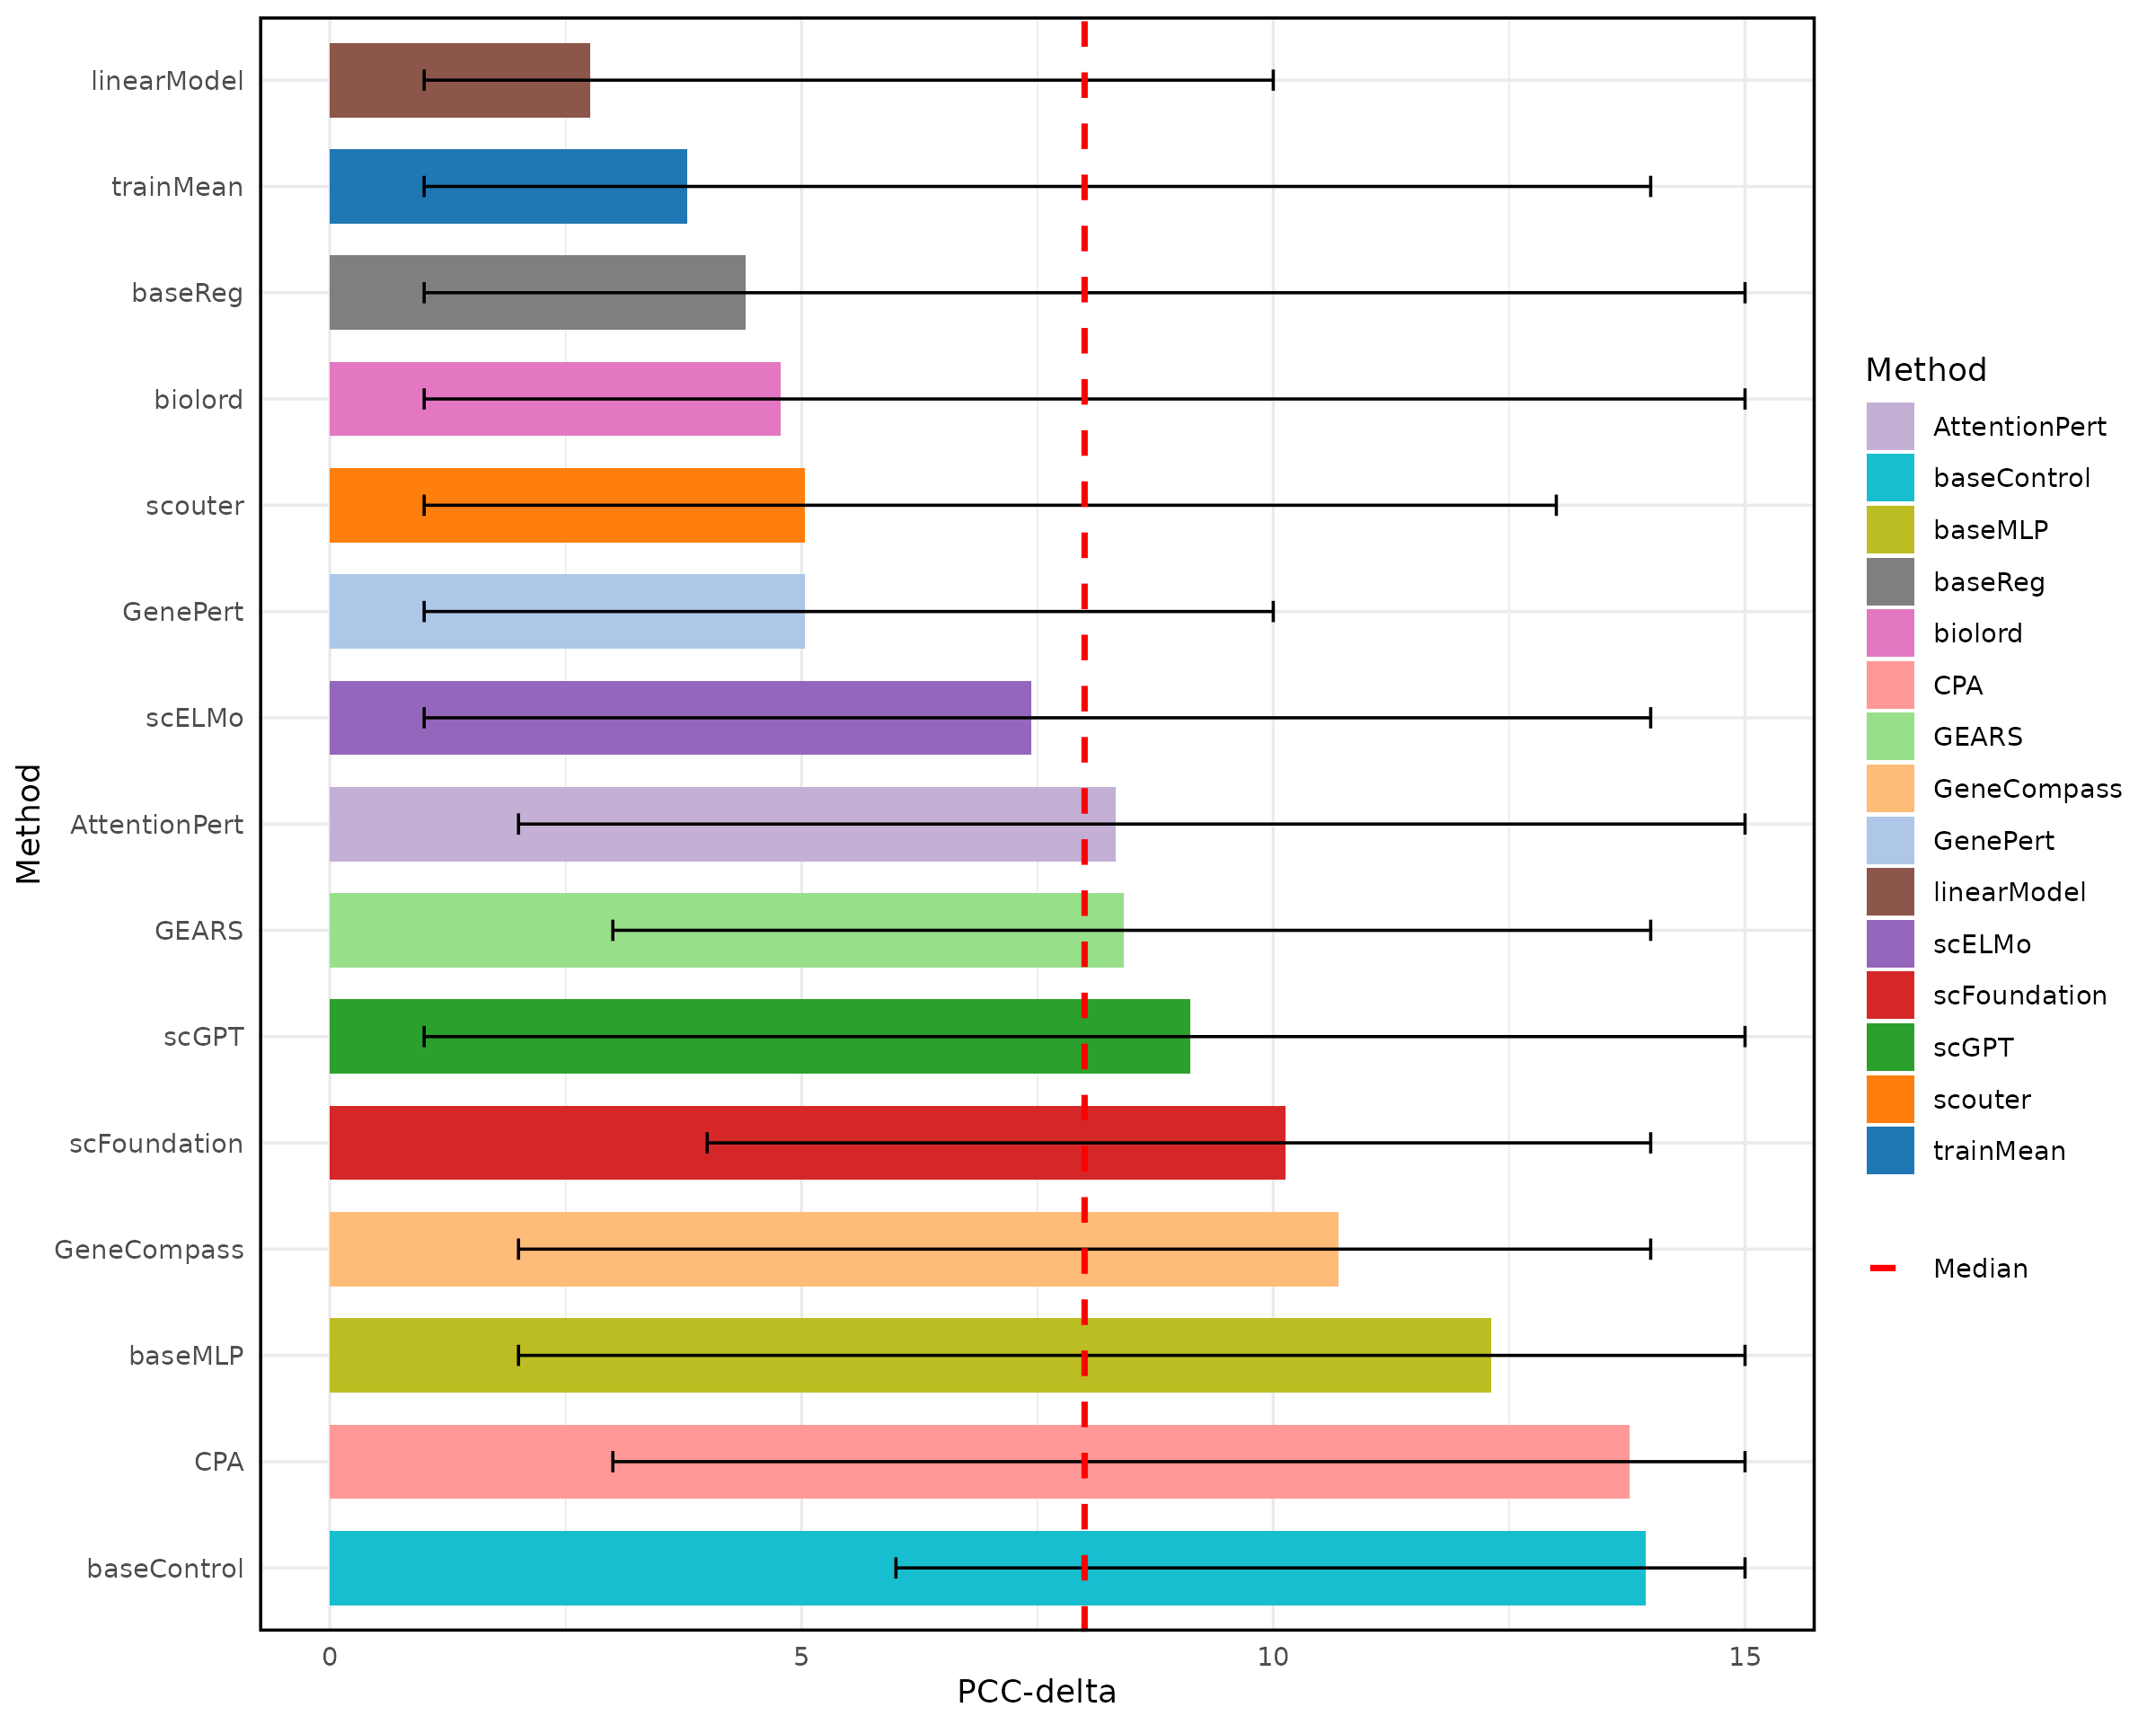 linearModel
trainMean
baseReg
biolord
scouter
GenePert
scELMo
AttentionPert
GEARS
scGPT
scFoundation
GeneCompass
baseMLP
CPA
baseControl
Method
0 5 10 15
PCC-delta
Method
AttentionPert
baseControl
baseMLP
baseReg
biolord
CPA
GEARS
GeneCompass
GenePert
linearModel
scELMo
scFoundation
scGPT
scouter
trainMean
Median